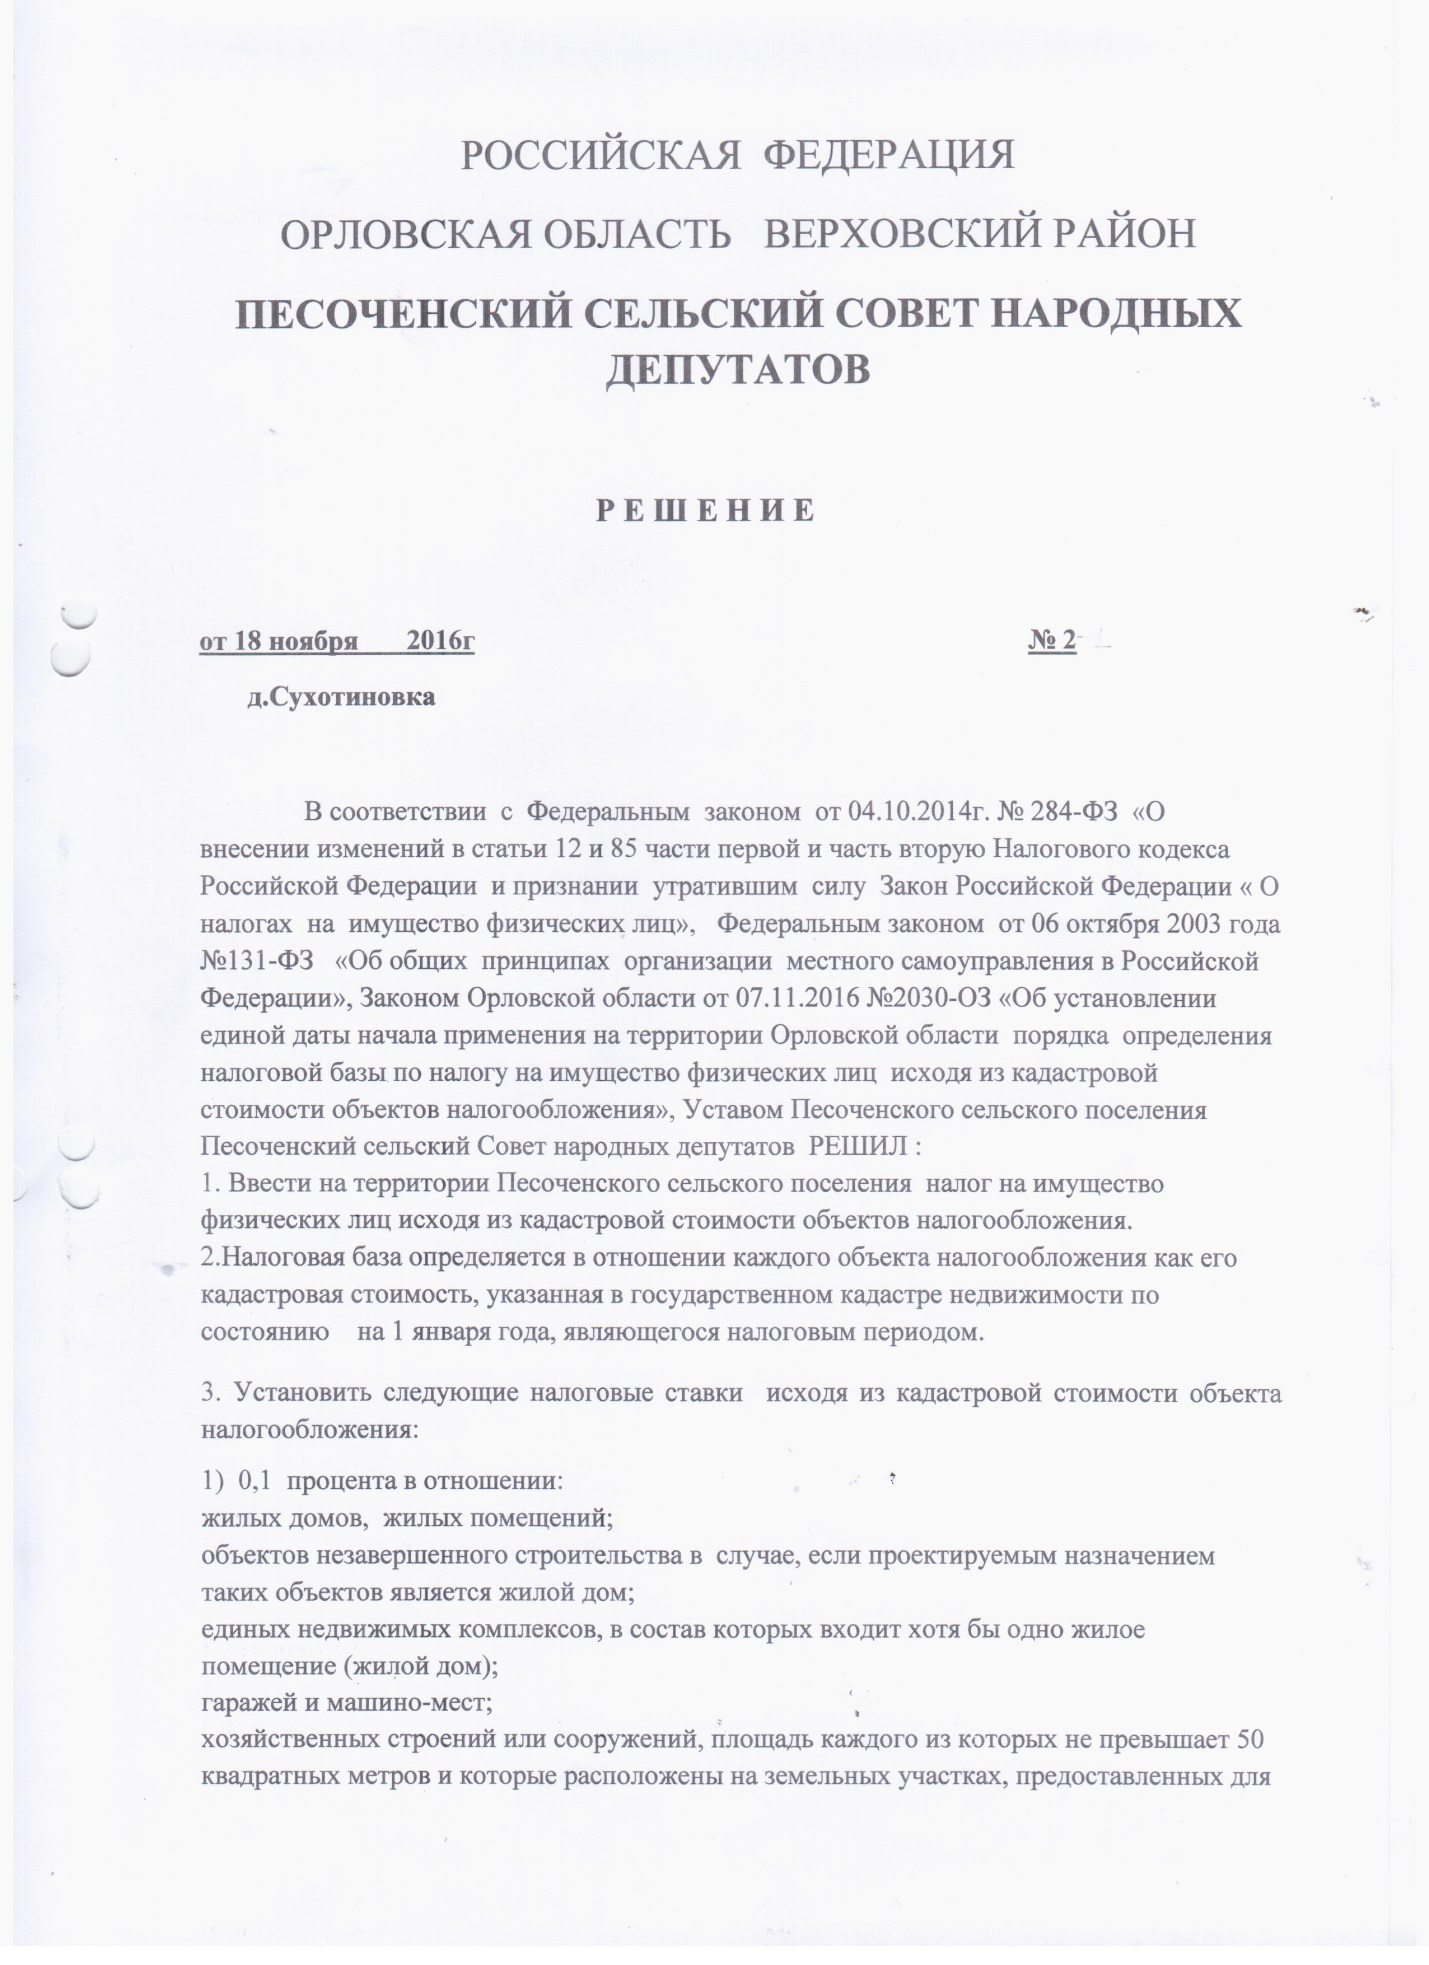 РОССИЙСКАЯ ФЕДЕРАЦИЯ
ОРЛОВСКАЯ ОБЛАСТЬ ВЕРХОВСКИЙ РАЙОН
ПЕСОЧЕНСКИЙ СЕЛЬСКИЙ СОВЕТ НАРОДНЫХ
ДЕПУТАТОВ
Р Е Ш Е Н И Е
от 18 ноября 2016г № 2
д.Сухотиновка
В соответствии с Федеральным законом от 04.10.2014г. № 284-ФЗ «О
внесении изменений в статьи 12 и 85 части первой и часть вторую Налогового кодекса
Российской Федерации и признании утратившим силу Закон Российской Федерации « О
налогах на имущество физических лиц», Федеральным законом от 06 октября 2003 года
№131-ФЗ «Об общих принципах организации местного самоуправления в Российской
Федерации», Законом Орловской области от 07.11.2016 №2030-ОЗ «Об установлении
единой даты начала применения на территории Орловской области порядка определения
налоговой базы по налогу на имущество физических лиц исходя из кадастровой
стоимости объектов налогообложения», Уставом Песоченского сельского поселения
Песоченский сельский Совет народных депутатов РЕШИЛ :
1. Ввести на территории Песоченского сельского поселения налог на имущество
физических лиц исходя из кадастровой стоимости объектов налогообложения.
2.Налоговая база определяется в отношении каждого объекта налогообложения как его
кадастровая стоимость, указанная в государственном кадастре недвижимости по
состоянию на 1 января года, являющегося налоговым периодом.
3. Установить следующие налоговые ставки исходя из кадастровой стоимости объекта
налогообложения:
1) 0,1 процента в отношении:
жилых домов, жилых помещений;
объектов незавершенного строительства в случае, если проектируемым назначением
таких объектов является жилой дом;
единых недвижимых комплексов, в состав которых входит хотя бы одно жилое
помещение (жилой дом);
гаражей и машино-мест;
хозяйственных строений или сооружений, площадь каждого из которых не превышает 50
квадратных метров и которые расположены на земельных участках, предоставленных для